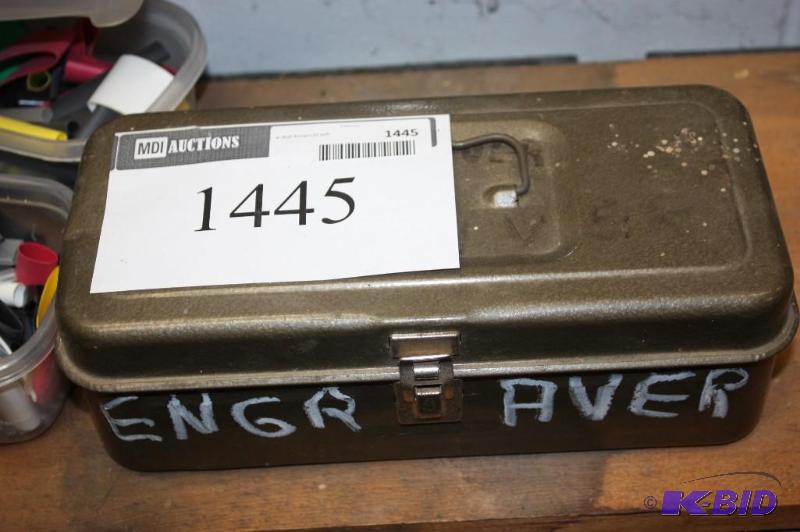 MDI AUCTIONS
1445
1445
ENGR AVER
© K-BID